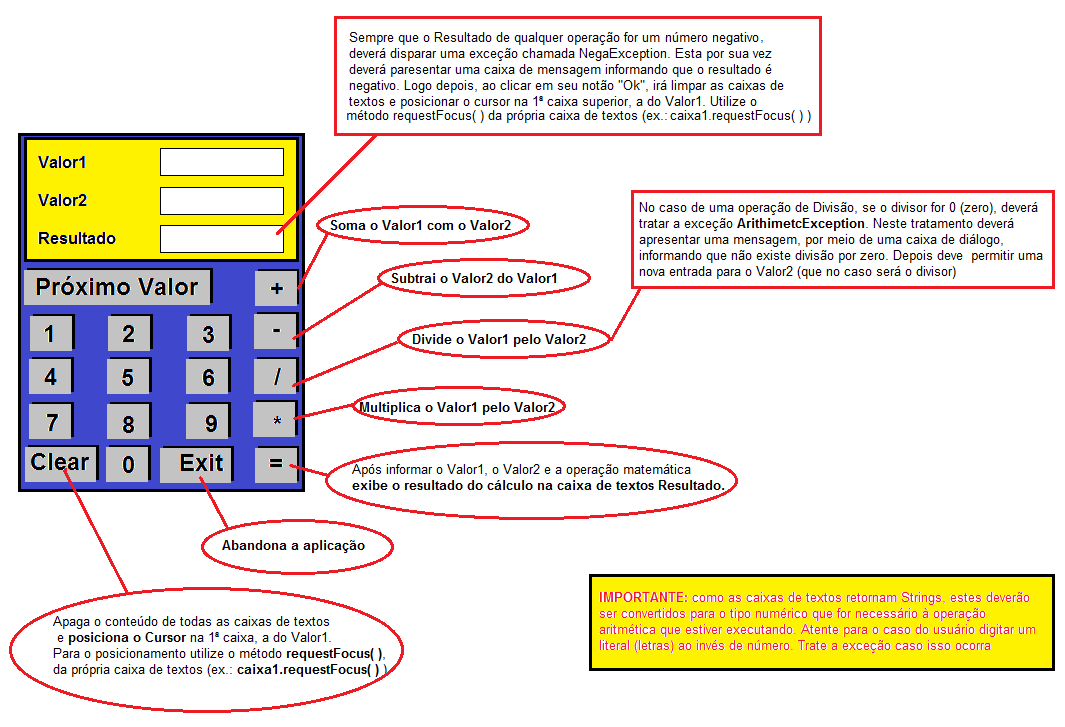 Sempre que o Resultado de qualquer operação for um número negativo,
deverá disparar uma exceção chamada NegaException. Esta por sua vez
deverá paresentar uma caixa de mensagem informando que o resultado é
negativo. Logo depois, ao clicar em seu notão "Ok", irá limpar as caixas de
textos e posicionar o cursor na 1ª caixa superior, a do Valor1. Utilize o
método requestFocus( ) da própria caixa de textos (ex.: caixa1.requestFocus( ) )
Valor1
Valor2
Resultado
Próximo Valor
+
1
2
3
-
4
5
6
/
7
8
9
*
Clear
0
Exit
=
Soma o Valor1 com o Valor2
Subtrai o Valor2 do Valor1
Divide o Valor1 pelo Valor2
Multiplica o Valor1 pelo Valor2
No caso de uma operação de Divisão, se o divisor for 0 (zero), deverá
tratar a exceção ArithimetcException. Neste tratamento deverá
apresentar uma mensagem, por meio de uma caixa de diálogo,
informando que não existe divisão por zero. Depois deve permitir uma
nova entrada para o Valor2 (que no caso será o divisor)
Após informar o Valor1, o Valor2 e a operação matemática
exibe o resultado do cálculo na caixa de textos Resultado.
Abandona a aplicação
Apaga o conteúdo de todas as caixas de textos
e posiciona o Cursor na 1ª caixa, a do Valor1.
Para o posicionamento utilize o método requestFocus( ),
da própria caixa de textos (ex.: caixa1.requestFocus( ) )
IMPORTANTE: como as caixas de textos retornam Strings. estes deverão
ser convertidos para o tipo numérico que for necessário à operação
aritmética que estiver executando. Atente para o caso do usuário digitar um
literal (letras) ao invés de número. Trate a exceção caso isso ocorra